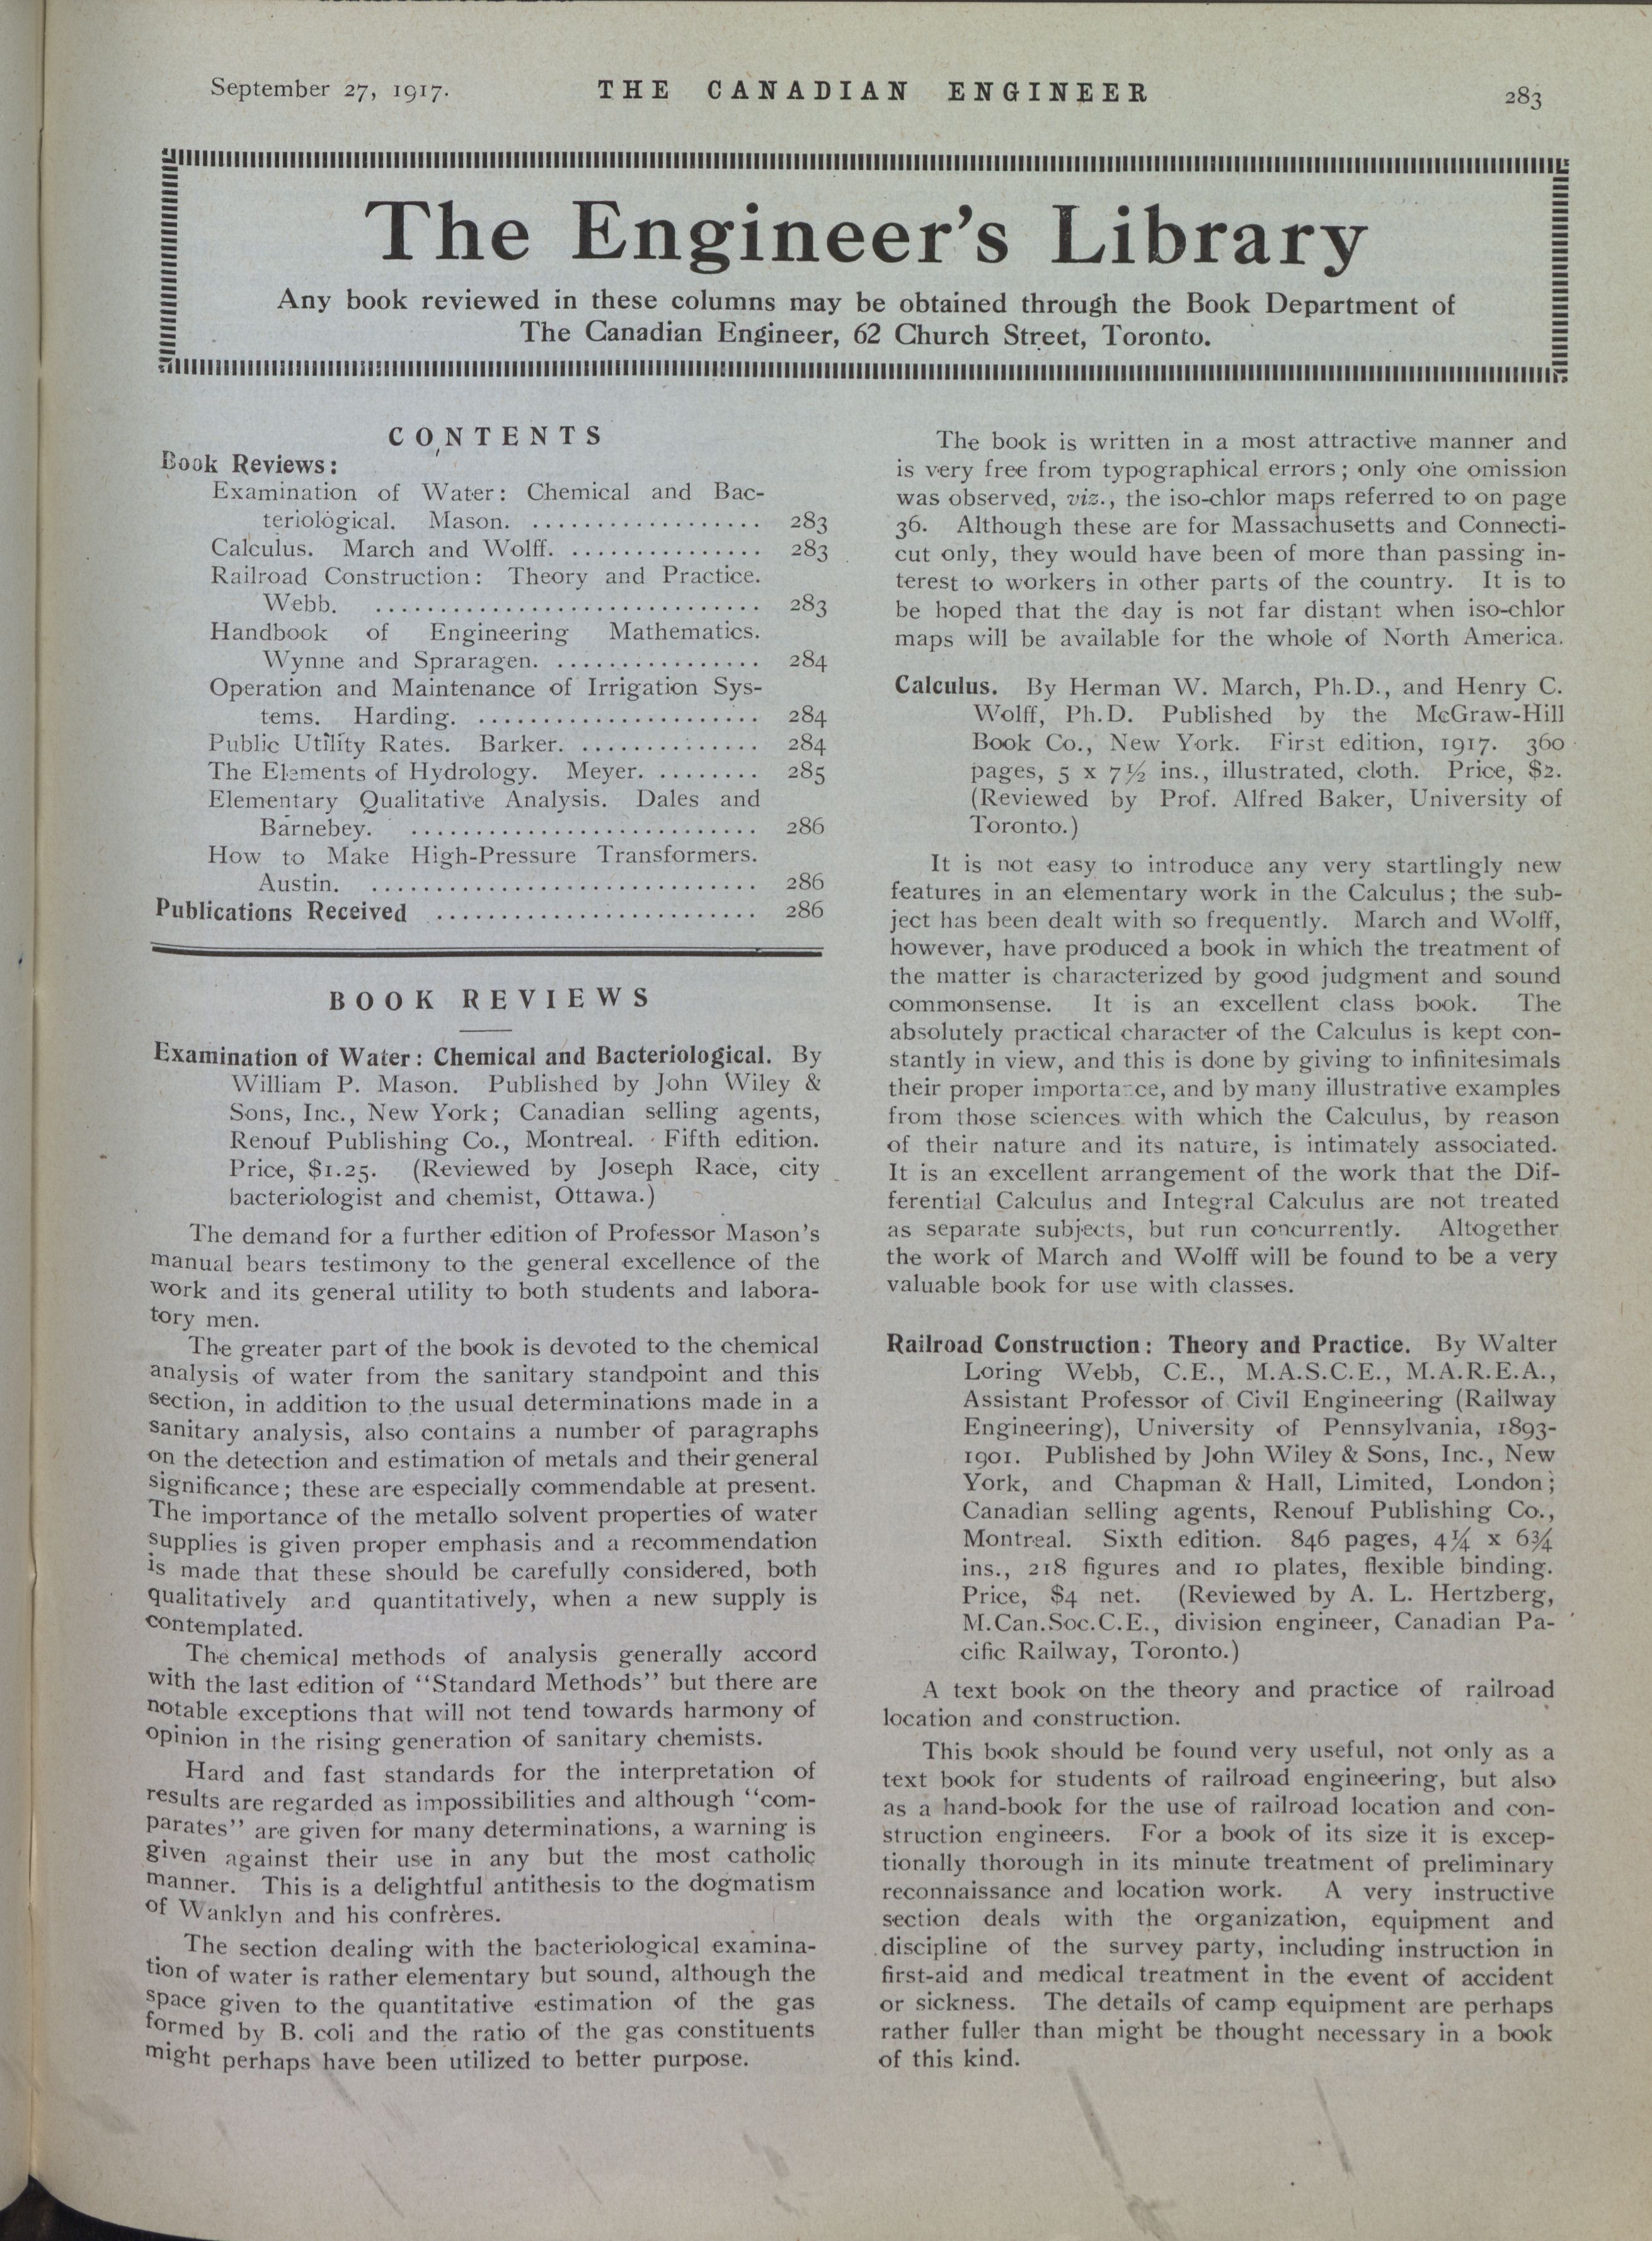 September 27, 1917.
THE CANADIAN ENGINEER
283
The Engineer's Library
Any book reviewed in these columns may be obtained through the Book Department of
The Canadian Engineer, 62 Church Street, Toronto.
CONTENTS
Book Reviews:
Examination of Water: Chemical and Bac-
teriological. Mason. .................. 283
Calculus. March and Wolff. ............... 283
Railroad Construction: Theory and Practice.
Webb. .............................. 283
Handbook of Engineering Mathematics.
Wynne and Spraragen. ................ 284
Operation and Maintenance of Irrigation Sys-
tems. Harding. ...................... 284
Public Utility Rates. Barker. .............. 284
The Elements of Hydrology. Meyer. ........ 285
Elementary Qualitative Analysis. Dales and
Barnebey. ........................... 286
How to Make High-Pressure Transformers.
Austin. .............................. 286
Publications Received ......................... 286
BOOK REVIEWS
Examination of Water: Chemical and Bacteriological. By
William P. Mason. Published by John Wiley &
Sons, Inc., New York; Canadian selling agents,
Renouf Publishing Co., Montreal. Fifth edition.
Price, $1.25. (Reviewed by Joseph Race, city
bacteriologist and chemist, Ottawa.)
The demand for a further edition of Professor Mason's
manual bears testimony to the general excellence of the
work and its general utility to both students and labora-
tory men.
The greater part of the book is devoted to the chemical
analysis of water from the sanitary standpoint and this
section, in addition to the usual determinations made in a
sanitary analysis, also contains a number of paragraphs
on the detection and estimation of metals and their general
significance; these are especially commendable at present.
The importance of the metallo solvent properties of water
supplies is given proper emphasis and a recommendation
is made that these should be carefully considered, both
qualitatively and quantitatively, when a new supply is
contemplated.
The chemical methods of analysis generally accord
with the last edition of "Standard Methods" but there are
notable exceptions that will not tend towards harmony of
opinion in the rising generation of sanitary chemists.
Hard and fast standards for the interpretation of
results are regarded as impossibilities and although "com-
parates" are given for many determinations, a warning is
given against their use in any but the most catholic
manner. This is a delightful antithesis to the dogmatism
of Wanklyn and his confrères.
The section dealing with the bacteriological examina-
tion of water is rather elementary but sound, although the
space given to the quantitative estimation of the gas
formed by B. coli and the ratio of the gas constituents
might perhaps have been utilized to better purpose.
The book is written in a most attractive manner and
is very free from typographical errors; only one omission
was observed, viz., the iso-chlor maps referred to on page
36. Although these are for Massachusetts and Connecti-
cut only, they would have been of more than passing in-
terest to workers in other parts of the country. It is to
be hoped that the day is not far distant when iso-chlor
maps will be available for the whole of North America.
Calculus. By Herman W. March, Ph.D., and Henry C.
Wolff, Ph.D. Published by the McGraw-Hill
Book Co., New York. First edition, 1917. 360
pages, 5 x 7½ ins., illustrated, cloth. Price, $2.
(Reviewed by Prof. Alfred Baker, University of
Toronto.)
It is not easy to introduce any very startlingly new
features in an elementary work in the Calculus; the sub-
ject has been dealt with so frequently. March and Wolff,
however, have produced a book in which the treatment of
the matter is characterized by good judgment and sound
commonsense. It is an excellent class book. The
absolutely practical character of the Calculus is kept con-
stantly in view, and this is done by giving to infinitesimals
their proper importance, and by many illustrative examples
from those sciences with which the Calculus, by reason
of their nature and its nature, is intimately associated.
It is an excellent arrangement of the work that the Dif-
ferential Calculus and Integral Calculus are not treated
as separate subjects, but run concurrently. Altogether
the work of March and Wolff will be found to be a very
valuable book for use with classes.
Railroad Construction: Theory and Practice. By Walter
Loring Webb, C.E., M.A.S.C.E., M.A.R.E.A.,
Assistant Professor of Civil Engineering (Railway
Engineering), University of Pennsylvania, 1893-
1901. Published by John Wiley & Sons, Inc., New
York, and Chapman & Hall, Limited, London;
Canadian selling agents, Renouf Publishing Co.,
Montreal. Sixth edition. 846 pages, 4¼ x 6¾
ins., 218 figures and 10 plates, flexible binding.
Price, $4 net. (Reviewed by A. L. Hertzberg,
M.Can.Soc.C.E., division engineer, Canadian Pa-
cific Railway, Toronto.)
A text book on the theory and practice of railroad
location and construction.
This book should be found very useful, not only as a
text book for students of railroad engineering, but also
as a hand-book for the use of railroad location and con-
struction engineers. For a book of its size it is excep-
tionally thorough in its minute treatment of preliminary
reconnaissance and location work. A very instructive
section deals with the organization, equipment and
discipline of the survey party, including instruction in
first-aid and medical treatment in the event of accident
or sickness. The details of camp equipment are perhaps
rather fuller than might be thought necessary in a book
of this kind.